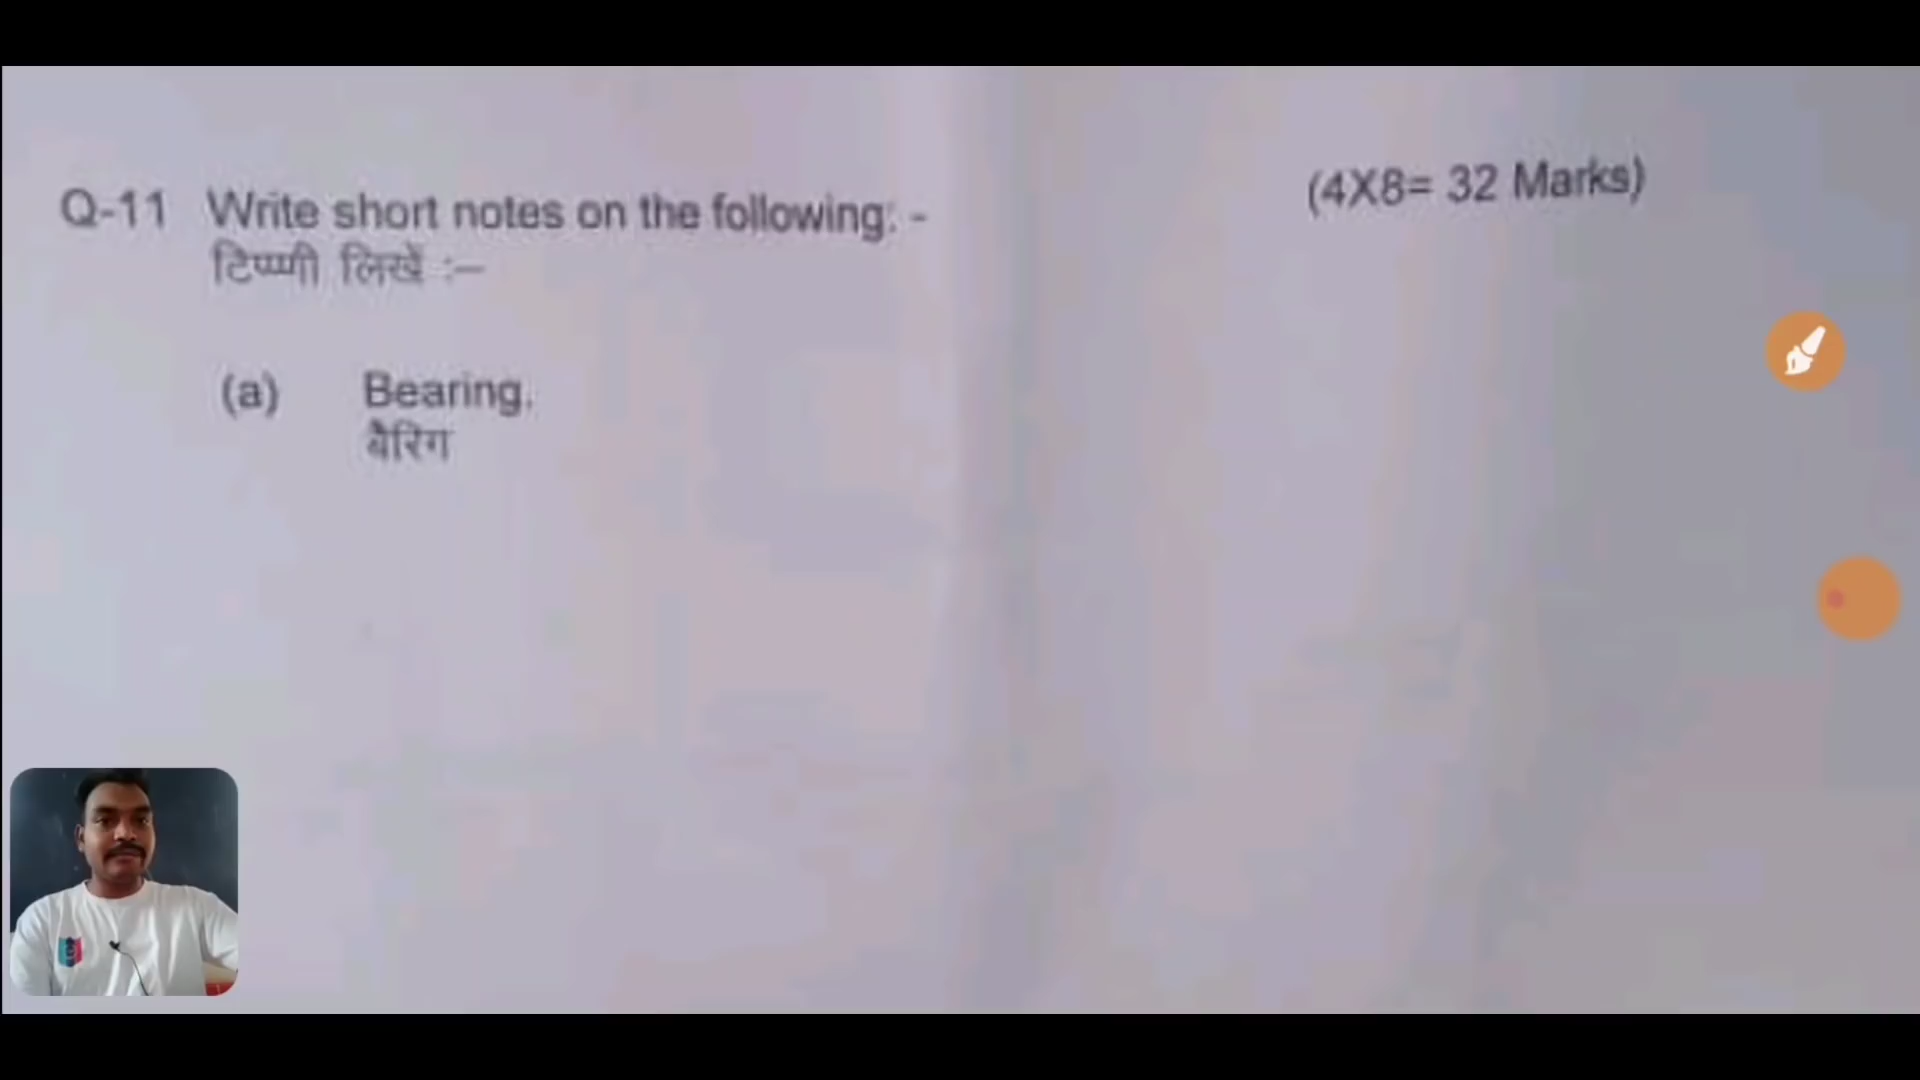 Q-11 Write short notes on the following: - (4X8= 32 Marks)
टिप्पणी लिखें :–
(a) Bearing.
बैरिंग